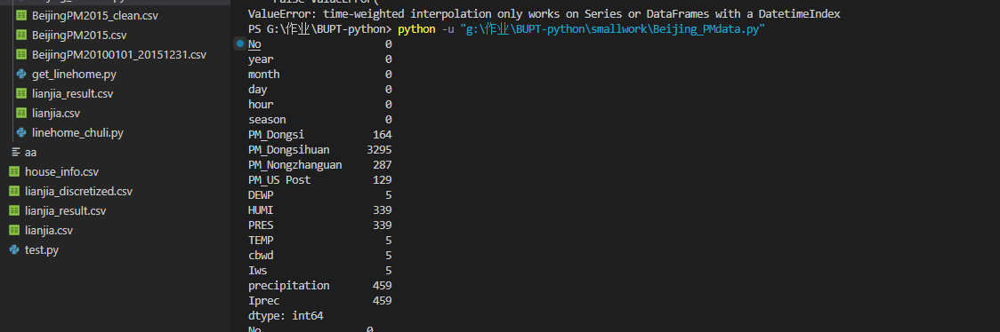 BeijingPM2015_clean.csv
BeijingPM2015.csv
BeijingPM20100101_20151231.csv
get_linehome.py
lianjia_result.csv
lianjia.csv
linehome_chuli.py
aa
house_info.csv
lianjia_discretized.csv
lianjia_result.csv
lianjia.csv
test.py
ValueError: time-weighted interpolation only works on Series or DataFrames with a DatetimeIndex
PS G:\作业\BUPT-python> python -u "g:\作业\BUPT-python\smallwork\Beijing_PMdata.py"
No 0
year 0
month 0
day 0
hour 0
season 0
PM_Dongsi 164
PM_Dongsihuan 3295
PM_Nongzhanguan 287
PM_US Post 129
DEWP 5
HUMI 339
PRES 339
TEMP 5
cbwd 5
Iws 5
precipitation 459
Iprec 459
dtype: int64
No 0